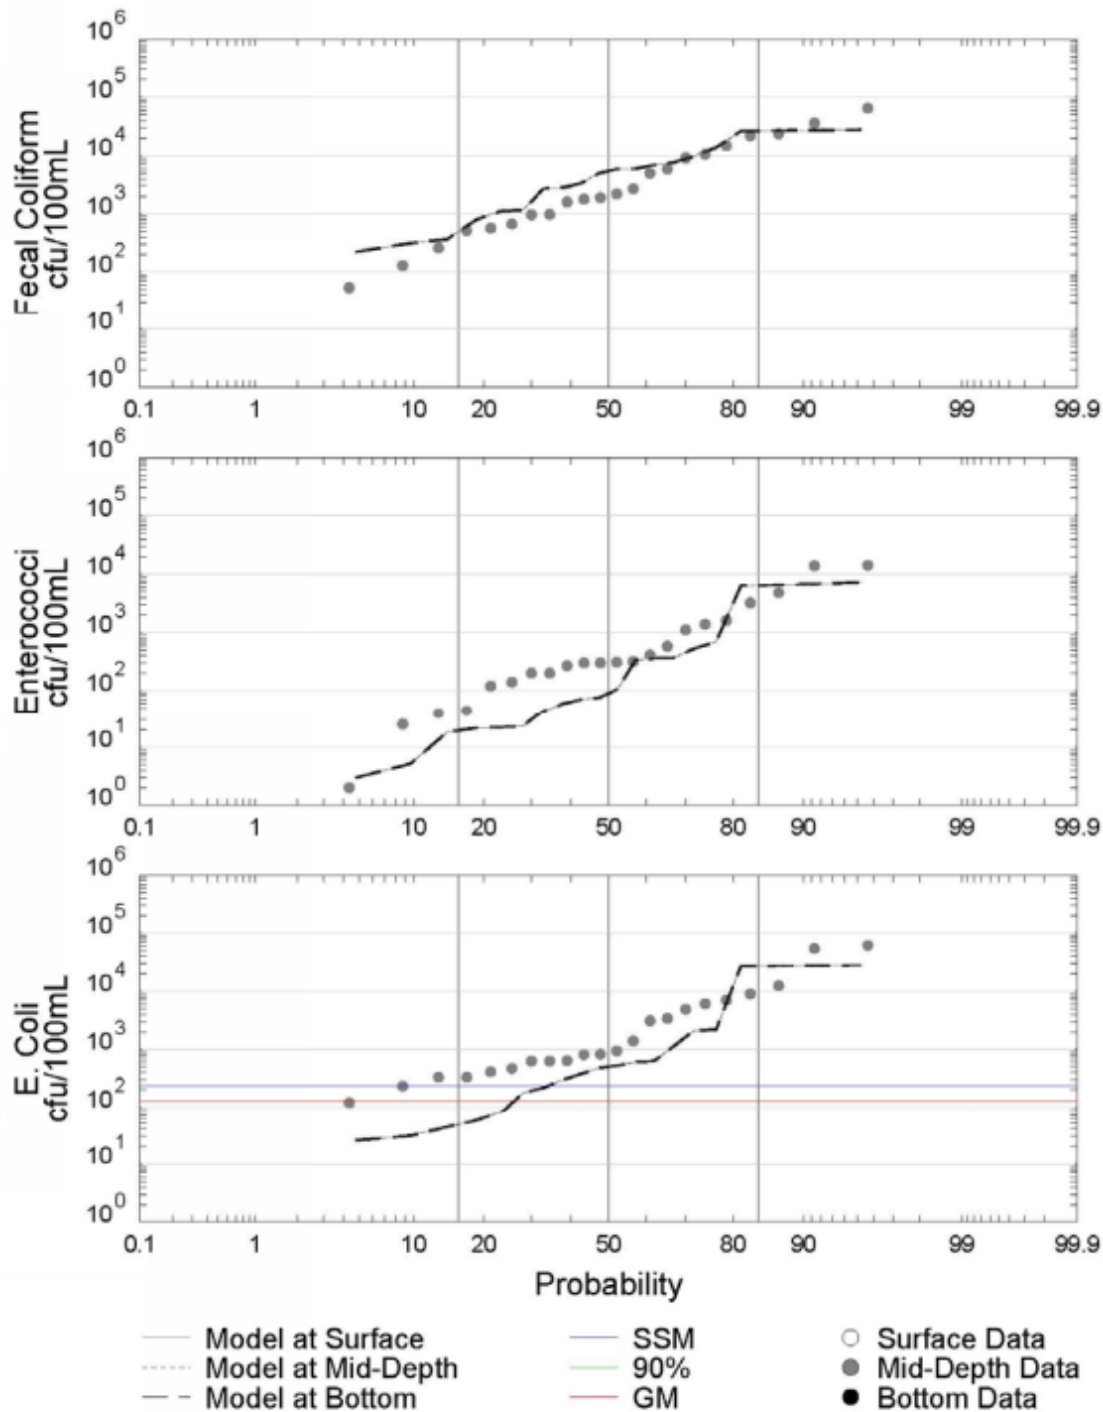 10^6
10^5
10^4
10^3
10^2
10^1
10^0
Fecal Coliform
cfu/100mL
0.1 1 10 20 50 80 90 99 99.9
10^6
10^5
10^4
10^3
10^2
10^1
10^0
Enterococci
cfu/100mL
0.1 1 10 20 50 80 90 99 99.9
10^6
10^5
10^4
10^3
10^2
10^1
10^0
E. Coli
cfu/100mL
0.1 1 10 20 50 80 90 99 99.9
Probability
Model at Surface SSM Surface Data
Model at Mid-Depth 90% Mid-Depth Data
Model at Bottom GM Bottom Data